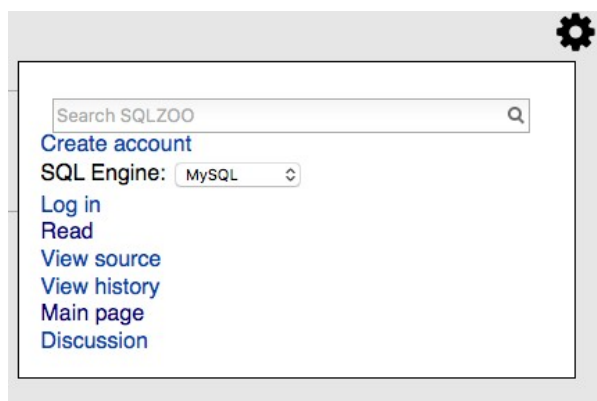 Search SQLZOO
Create account
SQL Engine: MySQL
Log in
Read
View source
View history
Main page
Discussion